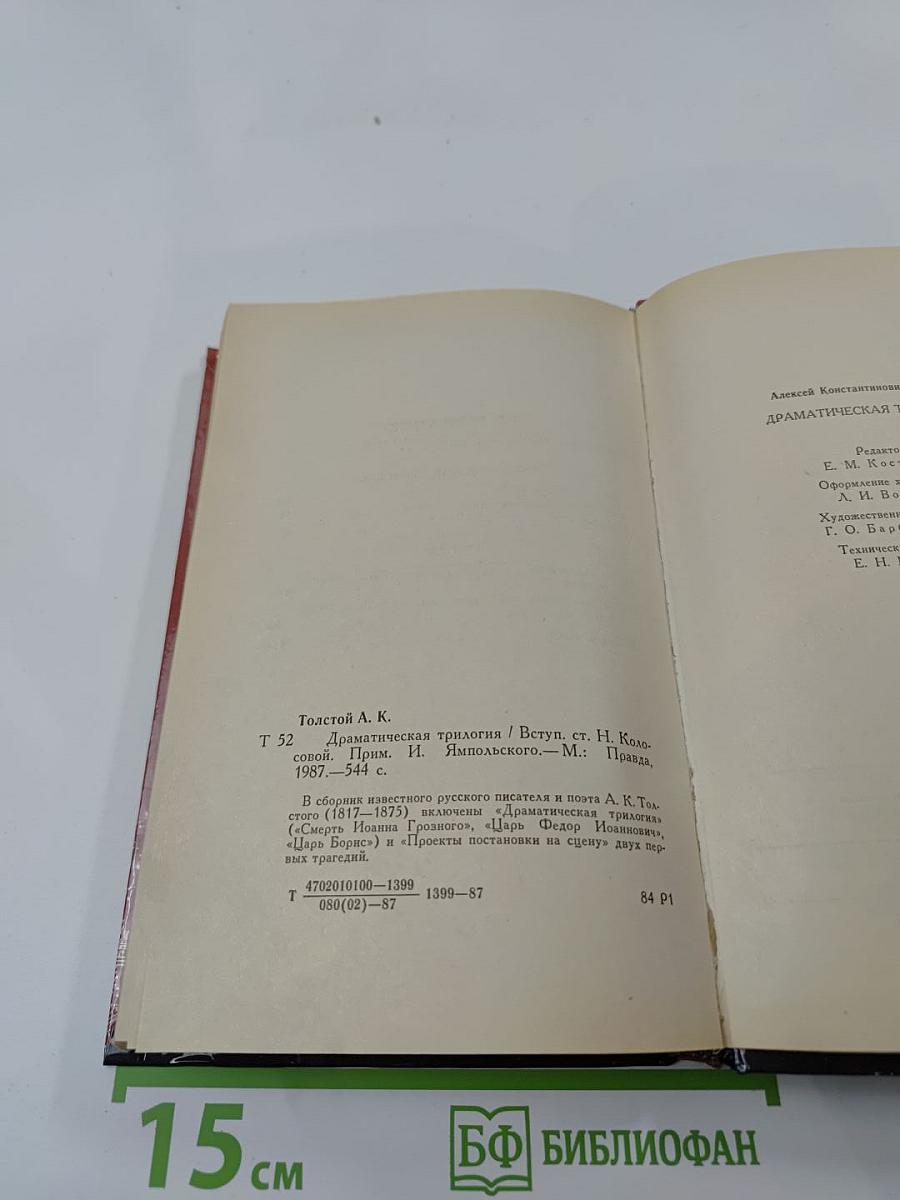 Толстой А. К.
Т 52 Драматическая трилогия / Вступ. ст. Н. Коло-
совой. Прим. И. Ямпольского.— М.: Правда,
1987.—544 с.
В сборник известного русского писателя и поэта А. К. Тол-
стого (1817—1875) включены «Драматическая трилогия»
(«Смерть Иоанна Грозного», «Царь Федор Иоаннович»,
«Царь Борис») и «Проекты постановки на сцену» двух пер-
вых трагедий.
Т 4702010100—1399 1399—87
080(02)—87
84 Р1
Алексей Константинови
ДРАМАТИЧЕСКАЯ Т
Редакто
Е. М. Кост
Оформление х
Л. И. Во
Художественн
Г. О. Барб
Техническ
Е. Н.
15 см
БФ БИБЛИОФАН